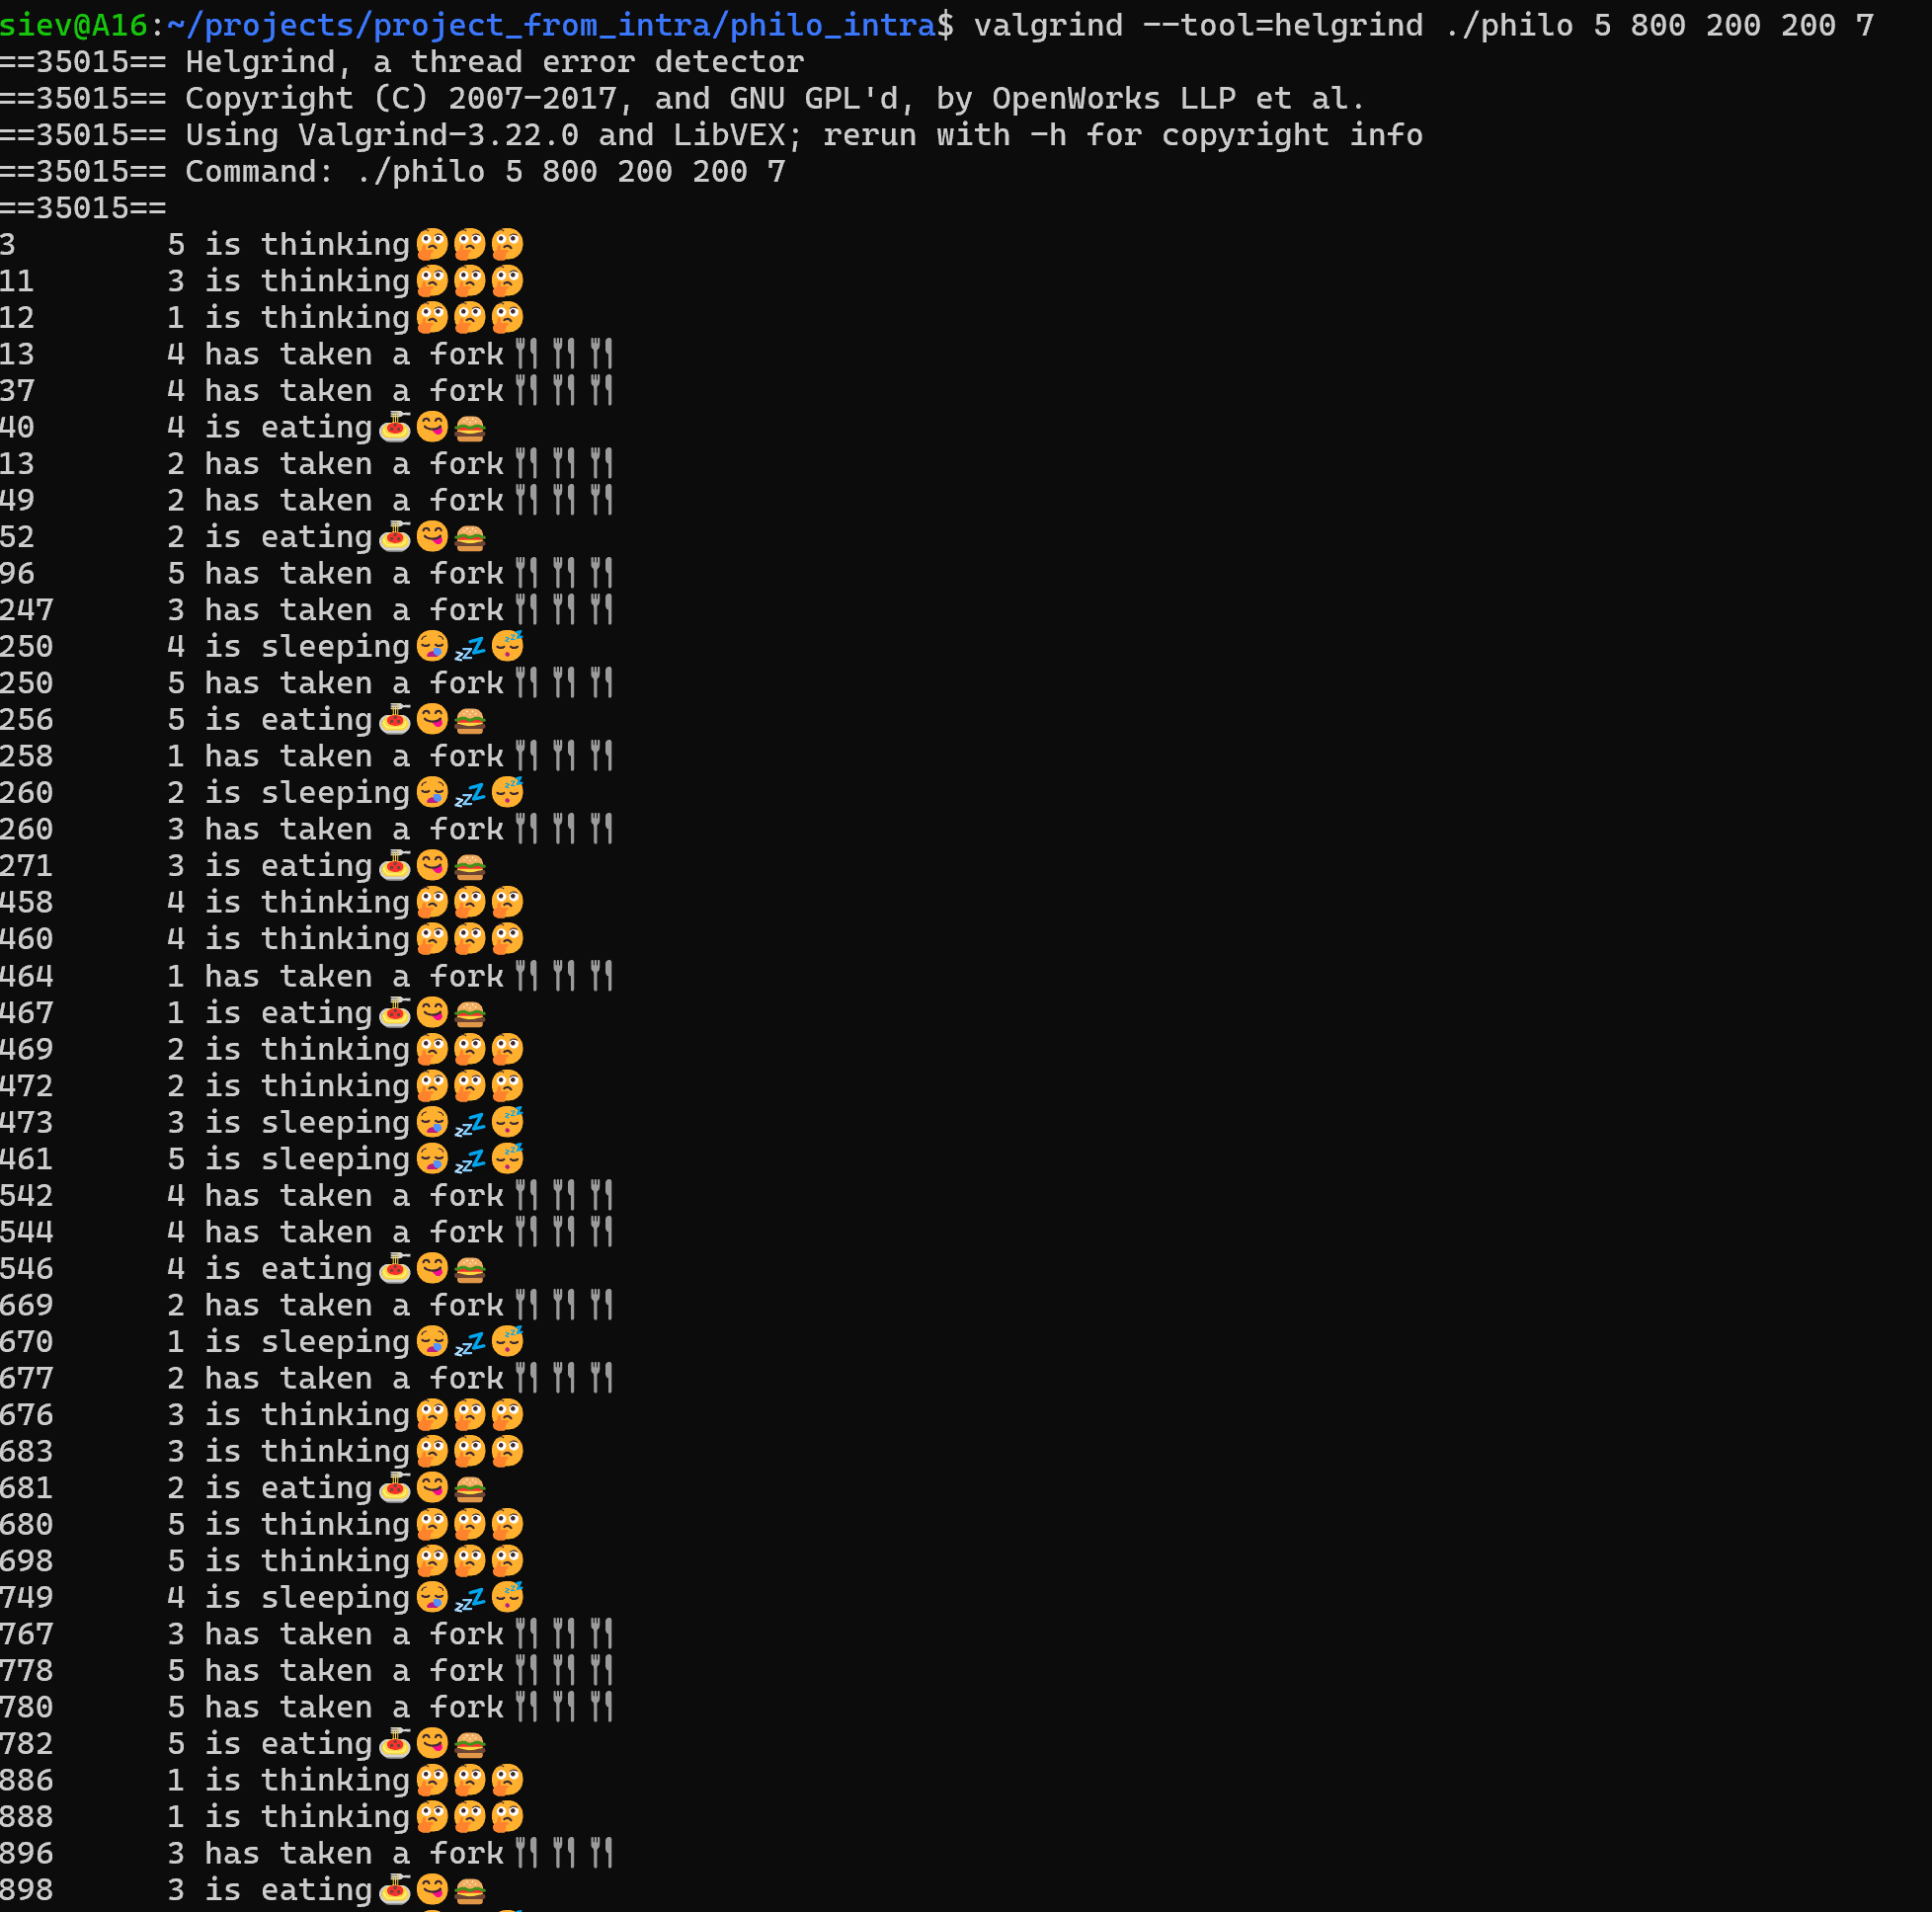 siev@A16:~/projects/project_from_intra/philo_intra$ valgrind --tool=helgrind ./philo 5 800 200 200 7
==35015== Helgrind, a thread error detector
==35015== Copyright (C) 2007-2017, and GNU GPL'd, by OpenWorks LLP et al.
==35015== Using Valgrind-3.22.0 and LibVEX; rerun with -h for copyright info
==35015== Command: ./philo 5 800 200 200 7
==35015==
3 5 is thinking🤔🤔🤔
11 3 is thinking🤔🤔🤔
12 1 is thinking🤔🤔🤔
13 4 has taken a fork🍴🍴🍴
37 4 has taken a fork🍴🍴🍴
40 4 is eating🍝😋🍔
13 2 has taken a fork🍴🍴🍴
49 2 has taken a fork🍴🍴🍴
52 2 is eating🍝😋🍔
96 5 has taken a fork🍴🍴🍴
247 3 has taken a fork🍴🍴🍴
250 4 is sleeping😪💤😴
250 5 has taken a fork🍴🍴🍴
256 5 is eating🍝😋🍔
258 1 has taken a fork🍴🍴🍴
260 2 is sleeping😪💤😴
260 3 has taken a fork🍴🍴🍴
271 3 is eating🍝😋🍔
458 4 is thinking🤔🤔🤔
460 4 is thinking🤔🤔🤔
464 1 has taken a fork🍴🍴🍴
467 1 is eating🍝😋🍔
469 2 is thinking🤔🤔🤔
472 2 is thinking🤔🤔🤔
473 3 is sleeping😪💤😴
461 5 is sleeping😪💤😴
542 4 has taken a fork🍴🍴🍴
544 4 has taken a fork🍴🍴🍴
546 4 is eating🍝😋🍔
669 2 has taken a fork🍴🍴🍴
670 1 is sleeping😪💤😴
677 2 has taken a fork🍴🍴🍴
676 3 is thinking🤔🤔🤔
683 3 is thinking🤔🤔🤔
681 2 is eating🍝😋🍔
680 5 is thinking🤔🤔🤔
698 5 is thinking🤔🤔🤔
749 4 is sleeping😪💤😴
767 3 has taken a fork🍴🍴🍴
778 5 has taken a fork🍴🍴🍴
780 5 has taken a fork🍴🍴🍴
782 5 is eating🍝😋🍔
886 1 is thinking🤔🤔🤔
888 1 is thinking🤔🤔🤔
896 3 has taken a fork🍴🍴🍴
898 3 is eating🍝😋🍔